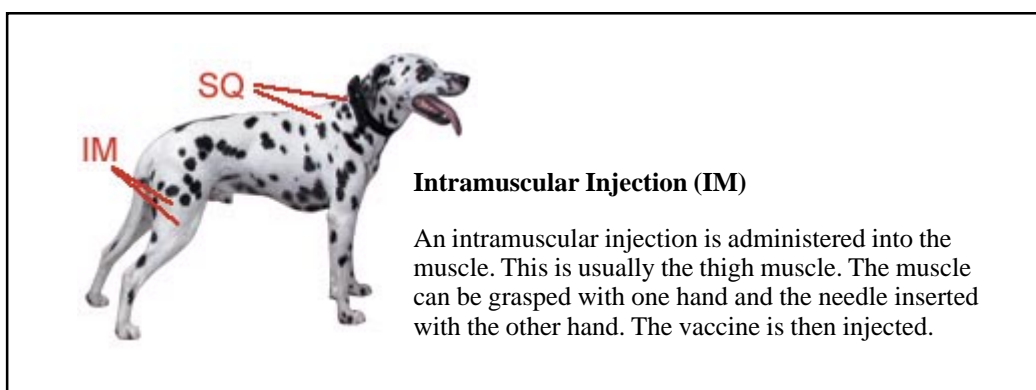 SQ
IM
Intramuscular Injection (IM)
An intramuscular injection is administered into the
muscle. This is usually the thigh muscle. The muscle
can be grasped with one hand and the needle inserted
with the other hand. The vaccine is then injected.